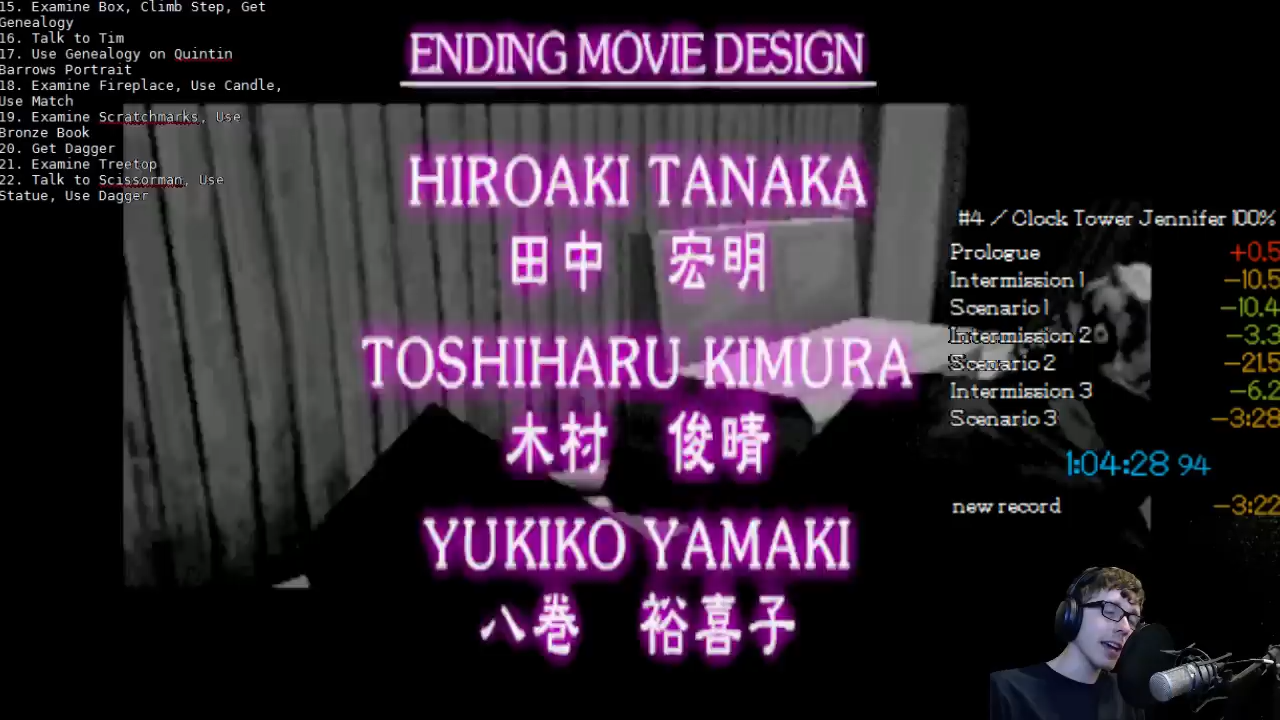 15. Examine Box, Climb Step, Get
Genealogy
16. Talk to Tim
17. Use Genealogy on Quintin
Barrows Portrait
18. Examine Fireplace, Use Candle,
Use Match
19. Examine Scratchmarks, Use
Bronze Book
20. Get Dagger
21. Examine Treetop
22. Talk to Scissorman, Use
Statue, Use Dagger
ENDING MOVIE DESIGN
HIROAKI TANAKA
田中 宏明
TOSHIHARU KIMURA
木村 俊晴
YUKIKO YAMAKI
八巻 裕喜子
#4 / Clock Tower Jennifer 100%
Prologue +0.5
Intermission 1 -10.5
Scenario 1 -10.4
Intermission 2 -3.3
Scenario 2 -21.5
Intermission 3 -6.2
Scenario 3 -3:28
1:04:28 94
new record -3:22